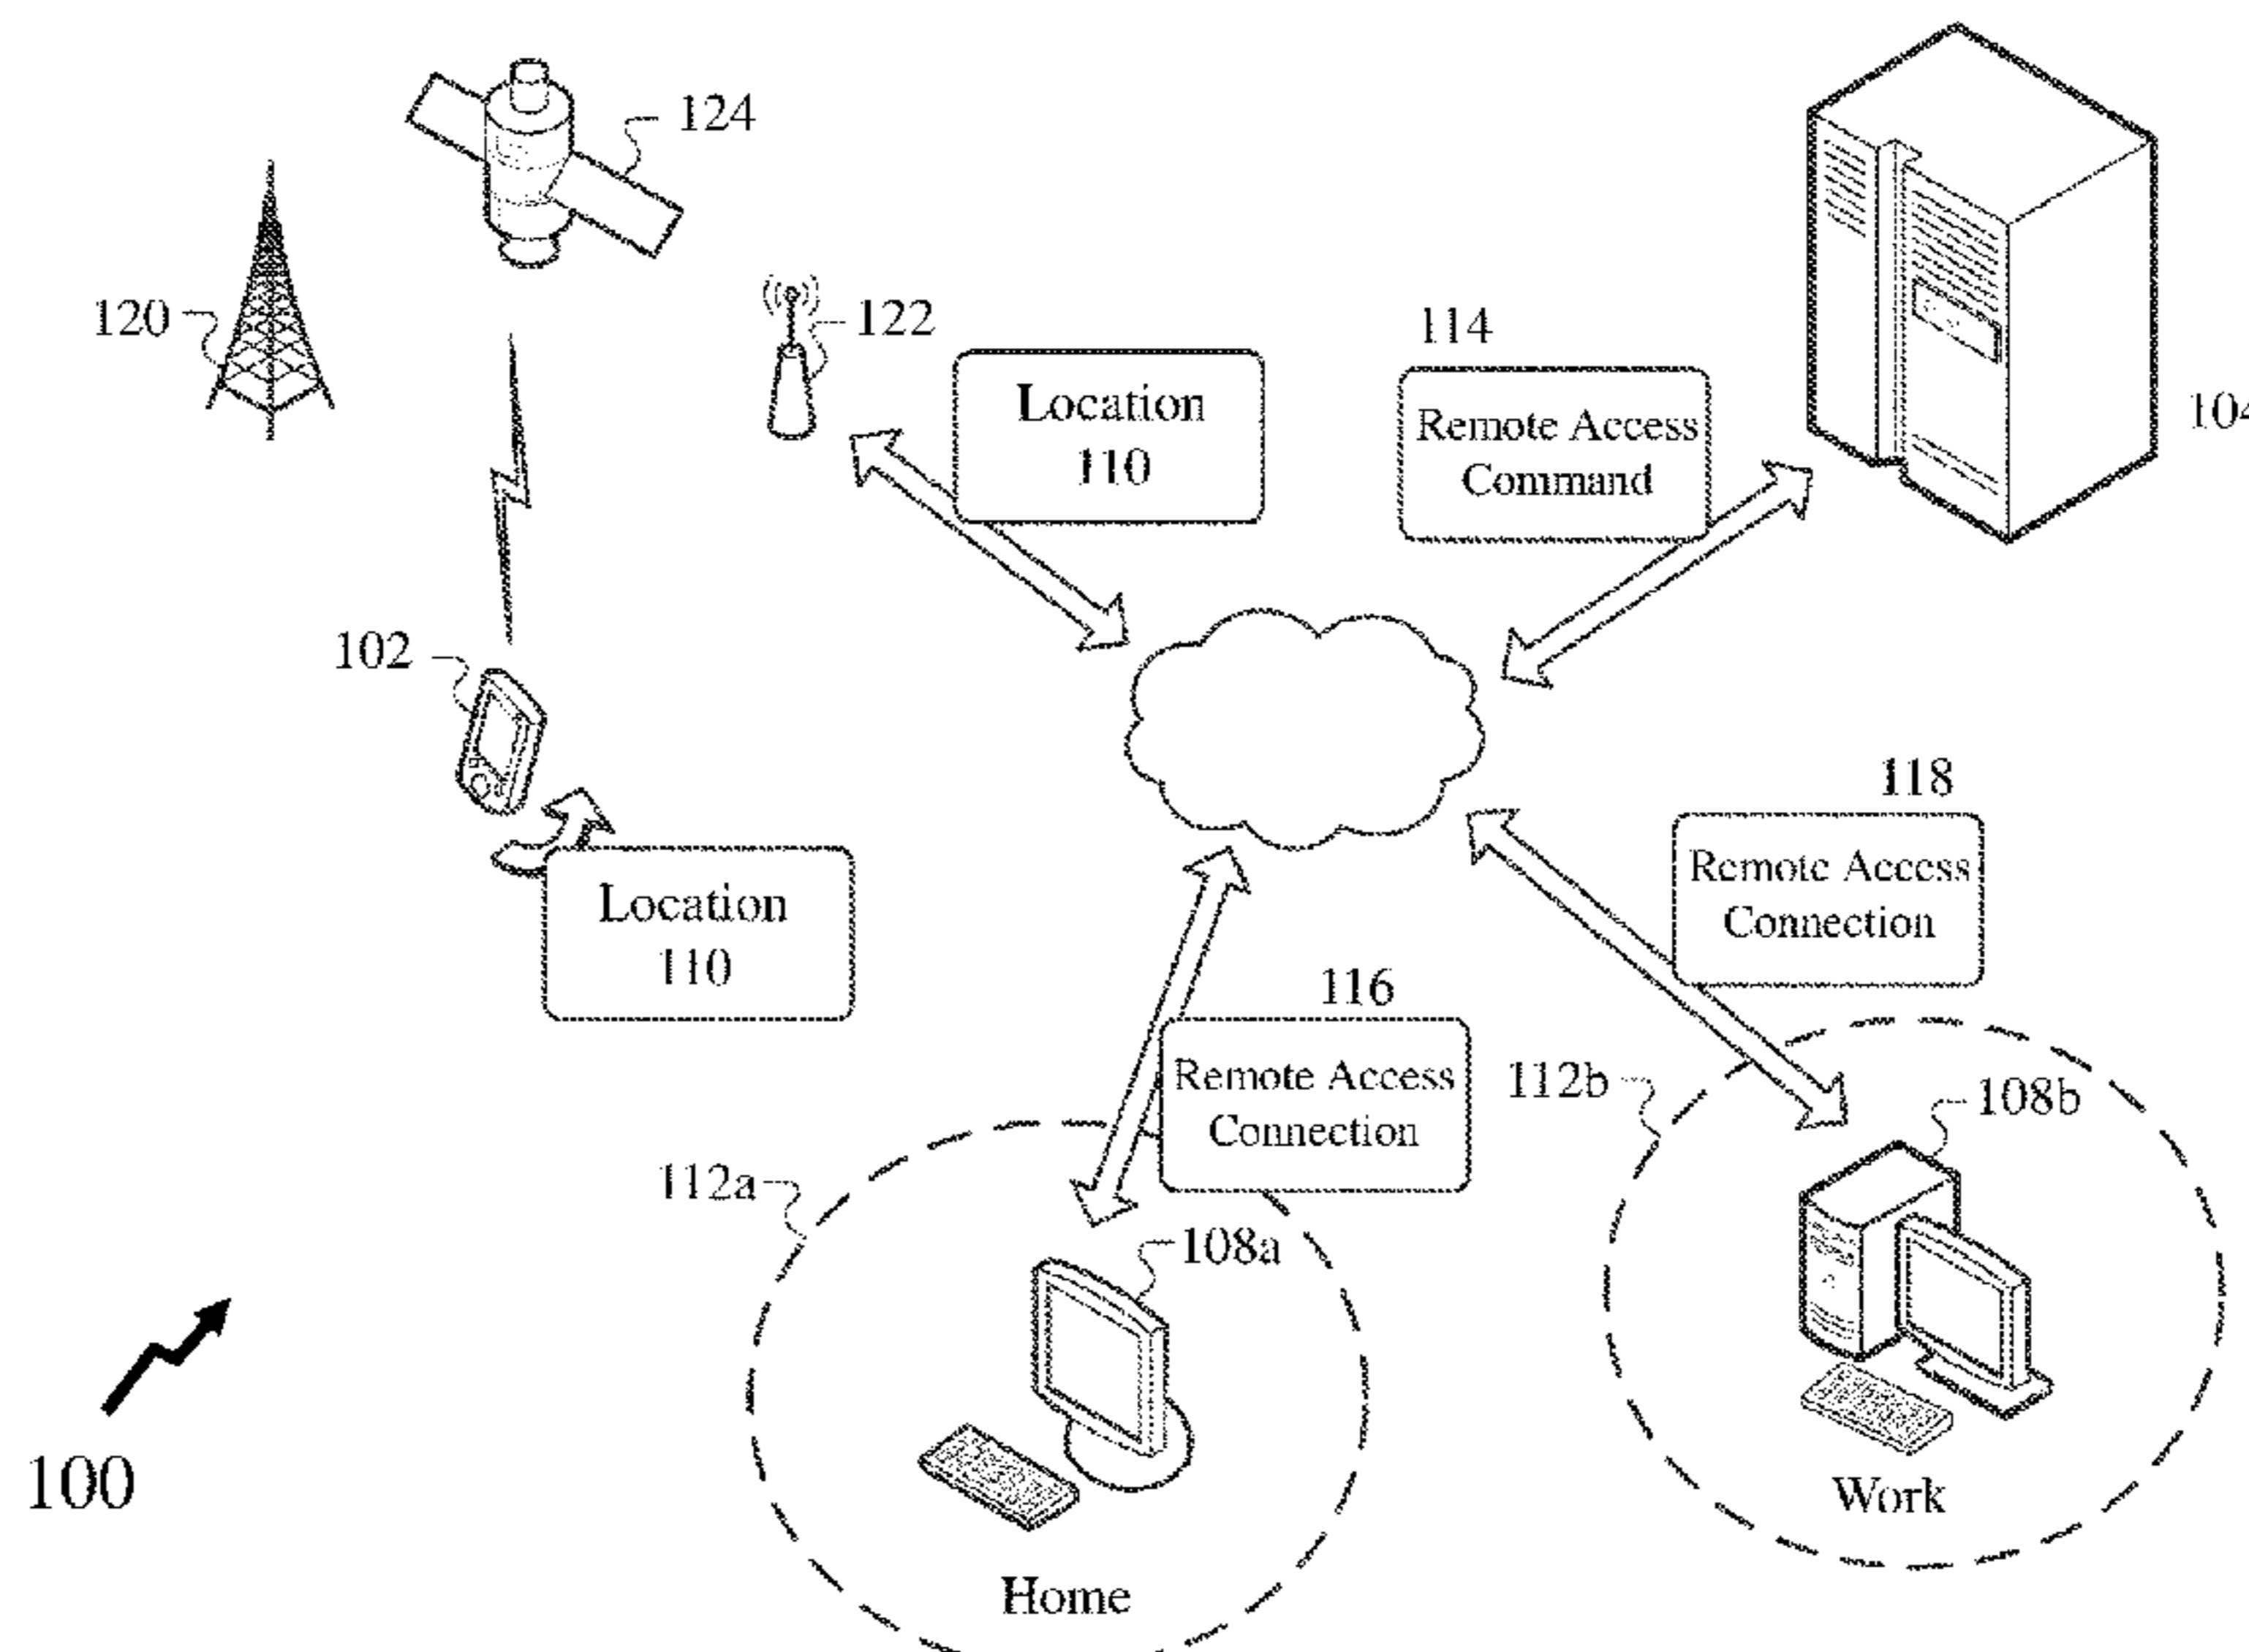 124
120
122
114
Location
110
Remote Access
Command
104
102
118
Location
110
Remote Access
Connection
116
Remote Access
Connection
112b
108b
112a
108a
100
Work
Home